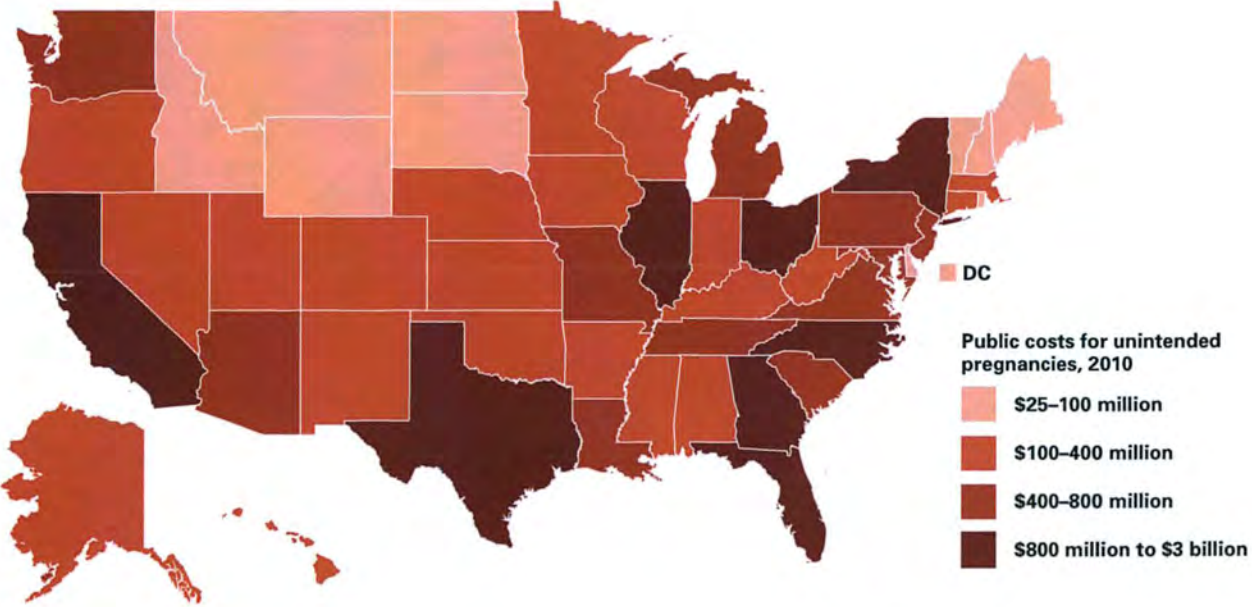 DC
Public costs for unintended
pregnancies, 2010
$25–100 million
$100–400 million
$400–800 million
$800 million to $3 billion